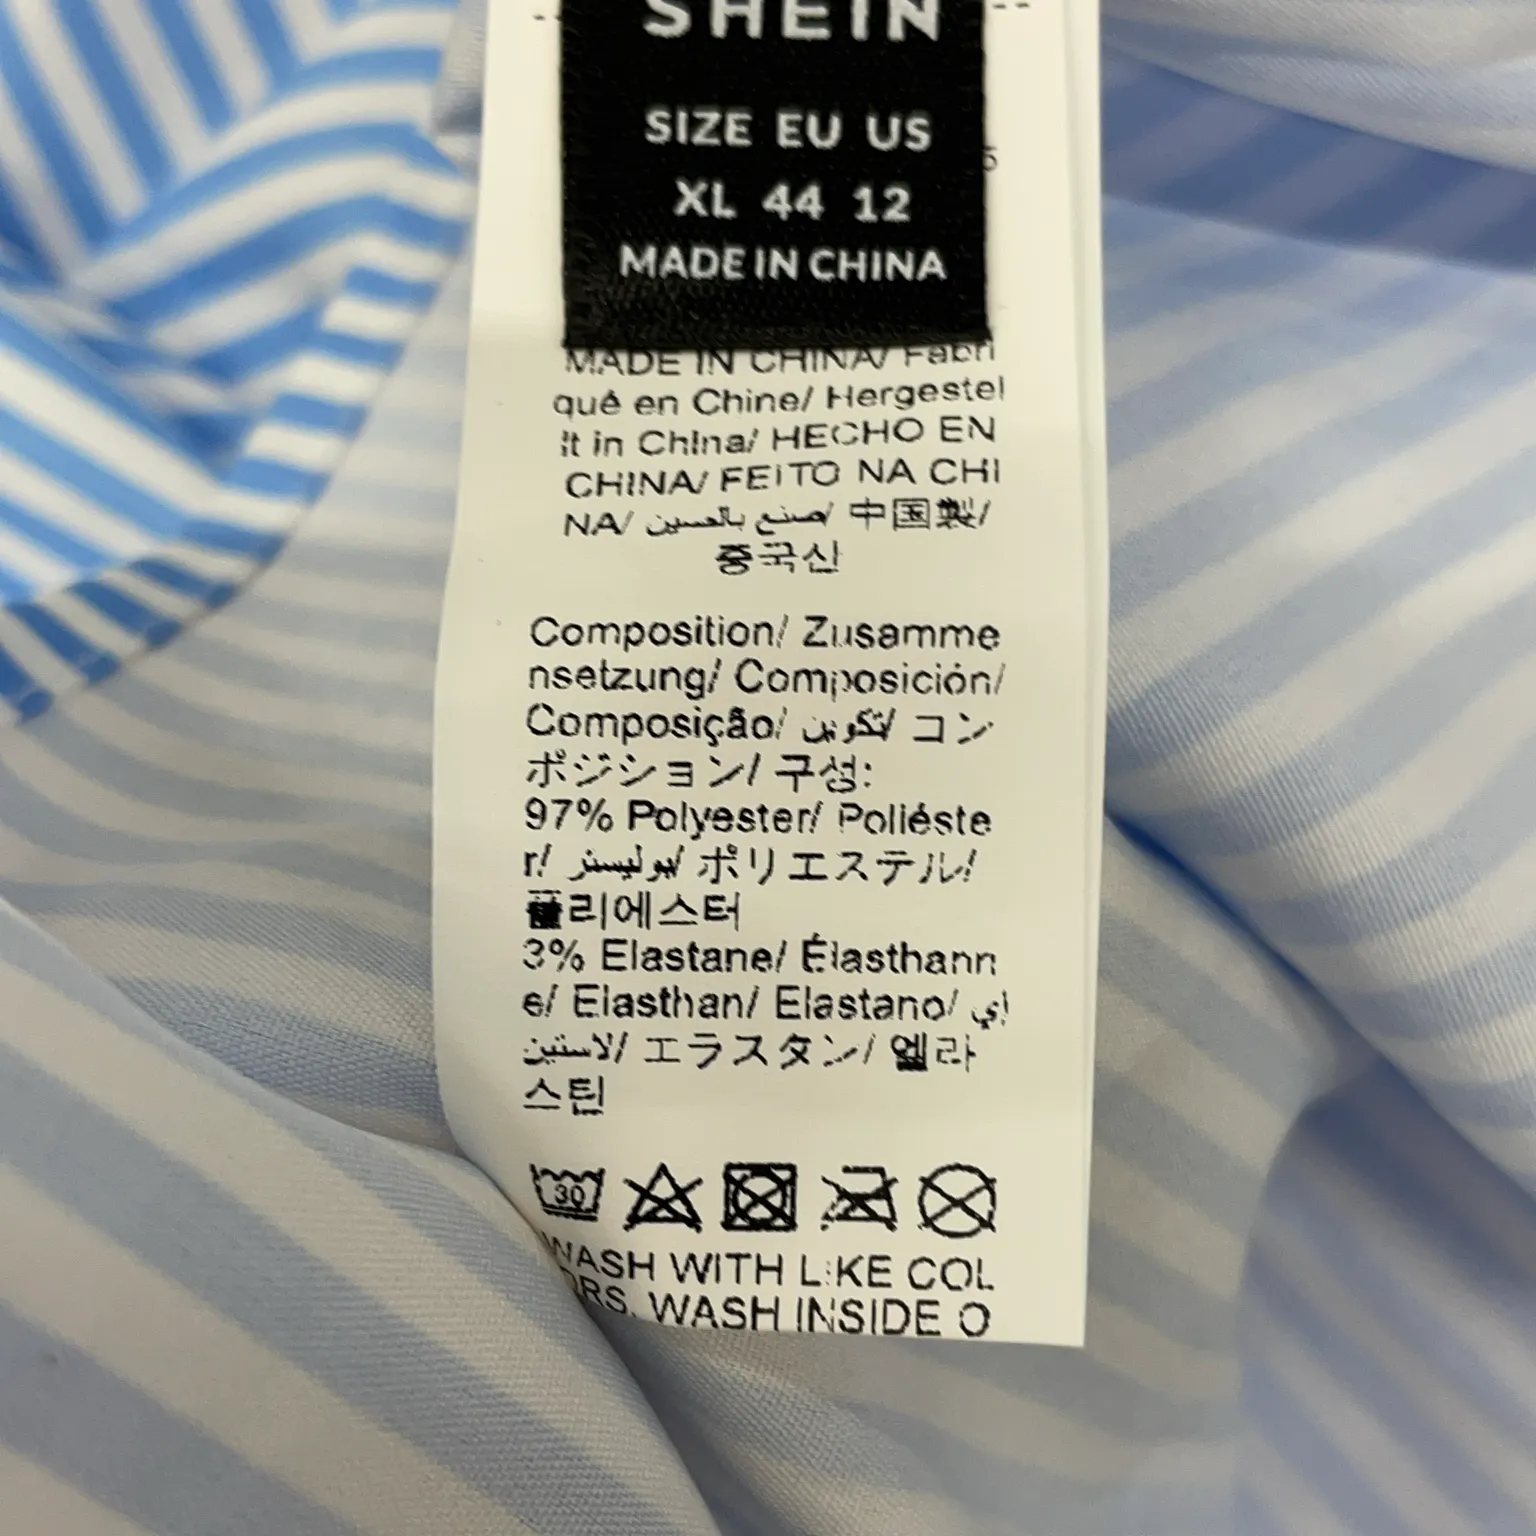 SHEIN
SIZE EU US
XL 44 12
MADE IN CHINA
MADE IN CHINA/ Fabri
qué en Chine/ Hergestel
lt in China/ HECHO EN
CHINA/ FEITO NA CHI
NA/ صنع بالصين/ 中国製/
중국산
Composition/ Zusamme
nsetzung/ Composición/
Composição/ تكوين/ コン
ポジション/ 구성:
97% Polyester/ Poliéste
r/ بوليستر/ ポリエステル/
폴리에스터
3% Elastane/ Élasthann
e/ Elasthan/ Elastano/ إي
لاستين/ エラスタン/ 엘라
스틴
30
WASH WITH LIKE COL
ORS. WASH INSIDE O